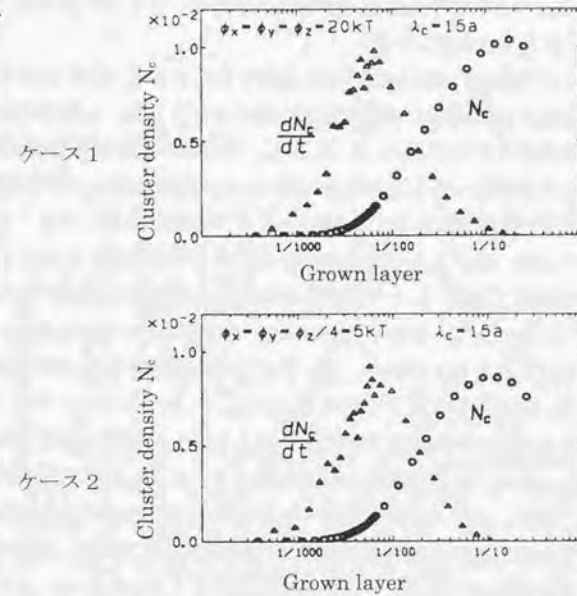 ×10⁻²
ϕx = ϕy = ϕz=20kT λc=15a
1.0
Cluster density Nc
ケース1
dNc
dt
Nc
0.5
0.0
1/1000 1/100 1/10
Grown layer
×10⁻²
ϕx = ϕy = ϕz/4=5kT λc=15a
1.0
Cluster density Nc
ケース2
dNc
dt
Nc
0.5
0.0
1/1000 1/100 1/10
Grown layer